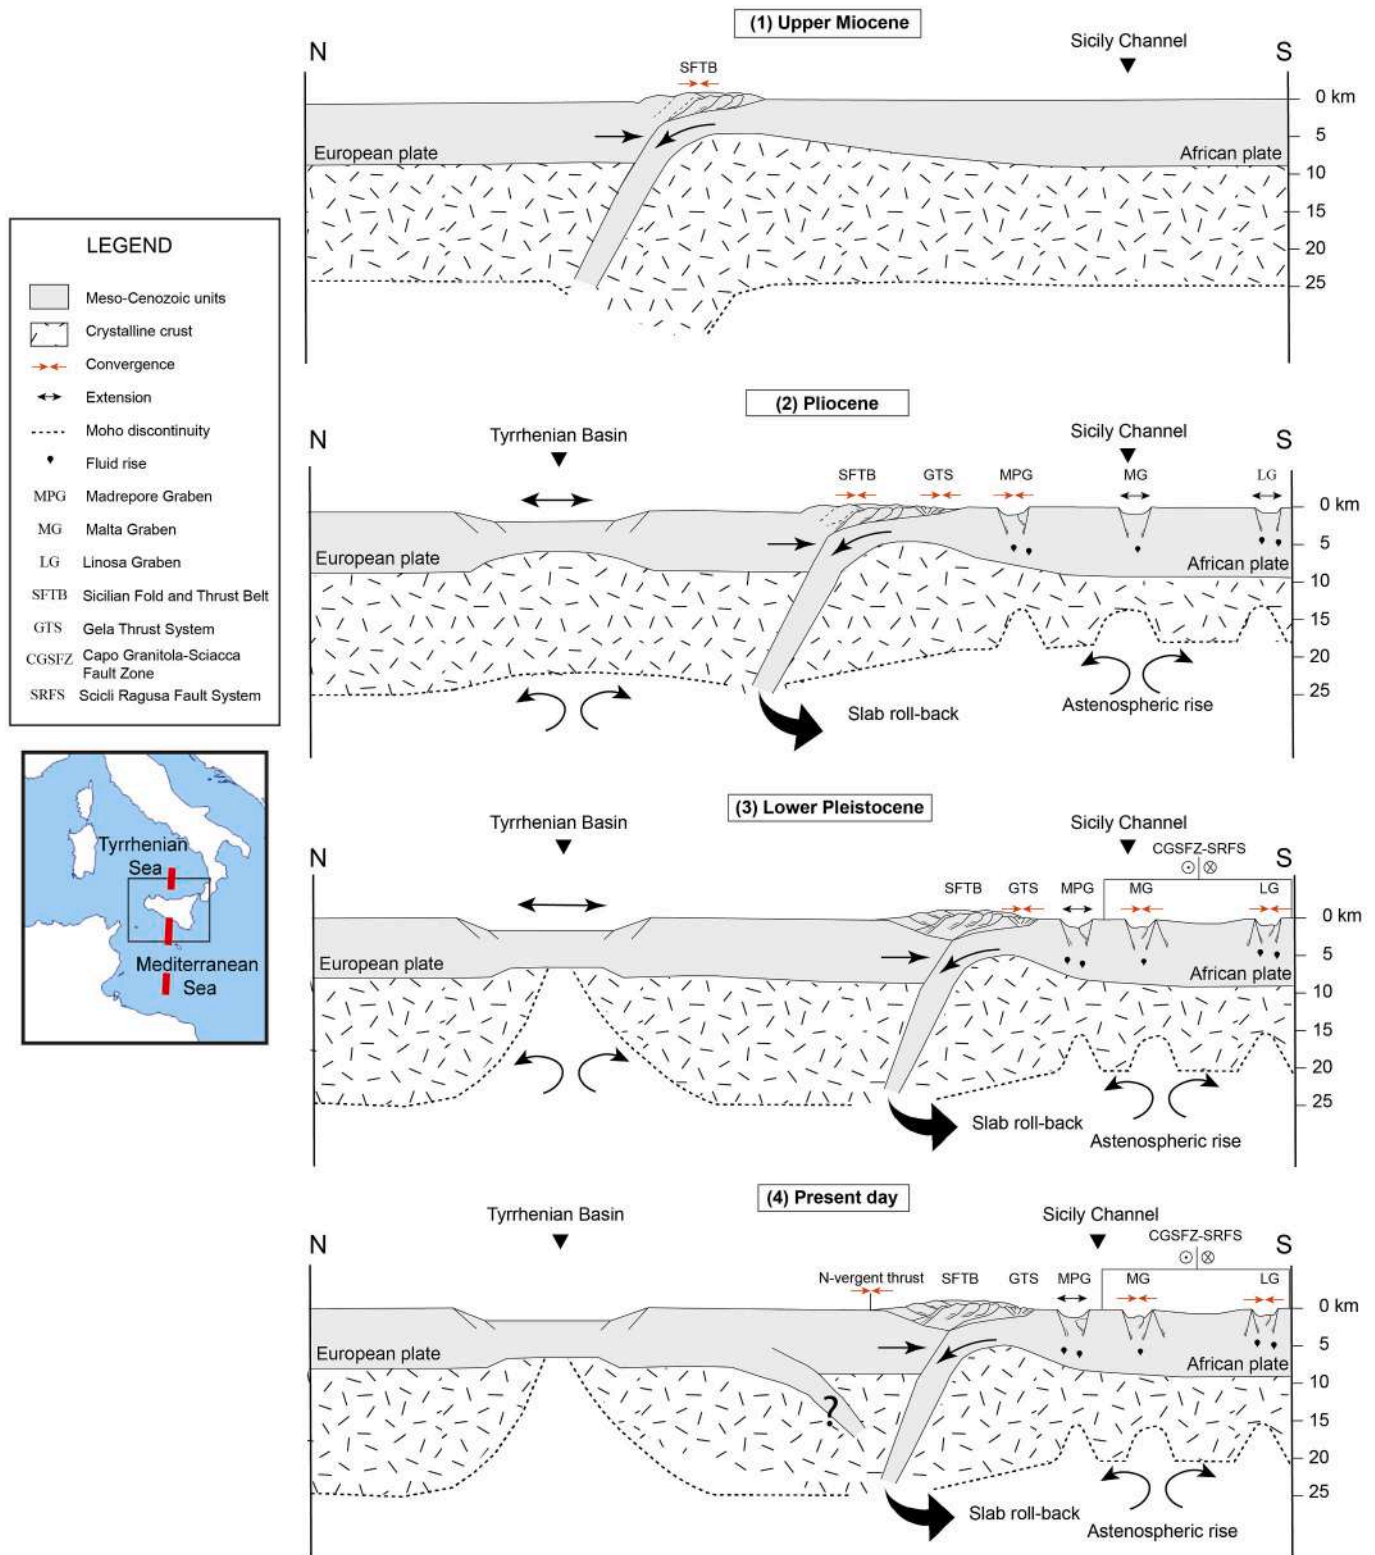 (1) Upper Miocene
N
Sicily Channel
S
SFTB
0 km
5
European plate
African plate
10
15
20
25
LEGEND
Meso-Cenozoic units
Crystalline crust
Convergence
Extension
Moho discontinuity
Fluid rise
MPG Madrepore Graben
MG Malta Graben
LG Linosa Graben
SFTB Sicilian Fold and Thrust Belt
GTS Gela Thrust System
CGSFZ Capo Granitola-Sciacca
Fault Zone
SRFS Scicli Ragusa Fault System
Tyrrhenian
Sea
Mediterranean
Sea
(2) Pliocene
N
Tyrrhenian Basin
Sicily Channel
S
SFTB GTS MPG MG LG
0 km
5
European plate
African plate
10
15
20
25
Slab roll-back
Astenospheric rise
(3) Lower Pleistocene
Tyrrhenian Basin
Sicily Channel
N
CGSFZ-SRFS
S
SFTB GTS MPG MG LG
0 km
5
European plate
African plate
10
15
20
25
Slab roll-back
Astenospheric rise
(4) Present day
Tyrrhenian Basin
Sicily Channel
N
CGSFZ-SRFS
S
N-vergent thrust SFTB GTS MPG MG LG
0 km
5
European plate
African plate
10
?
15
20
25
Slab roll-back
Astenospheric rise